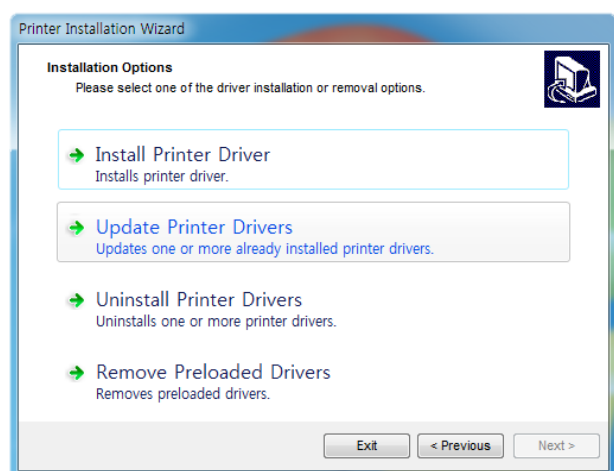 Printer Installation Wizard
Installation Options
Please select one of the driver installation or removal options.
Install Printer Driver
Installs printer driver.
Update Printer Drivers
Updates one or more already installed printer drivers.
Uninstall Printer Drivers
Uninstalls one or more printer drivers.
Remove Preloaded Drivers
Removes preloaded drivers.
Exit < Previous Next >